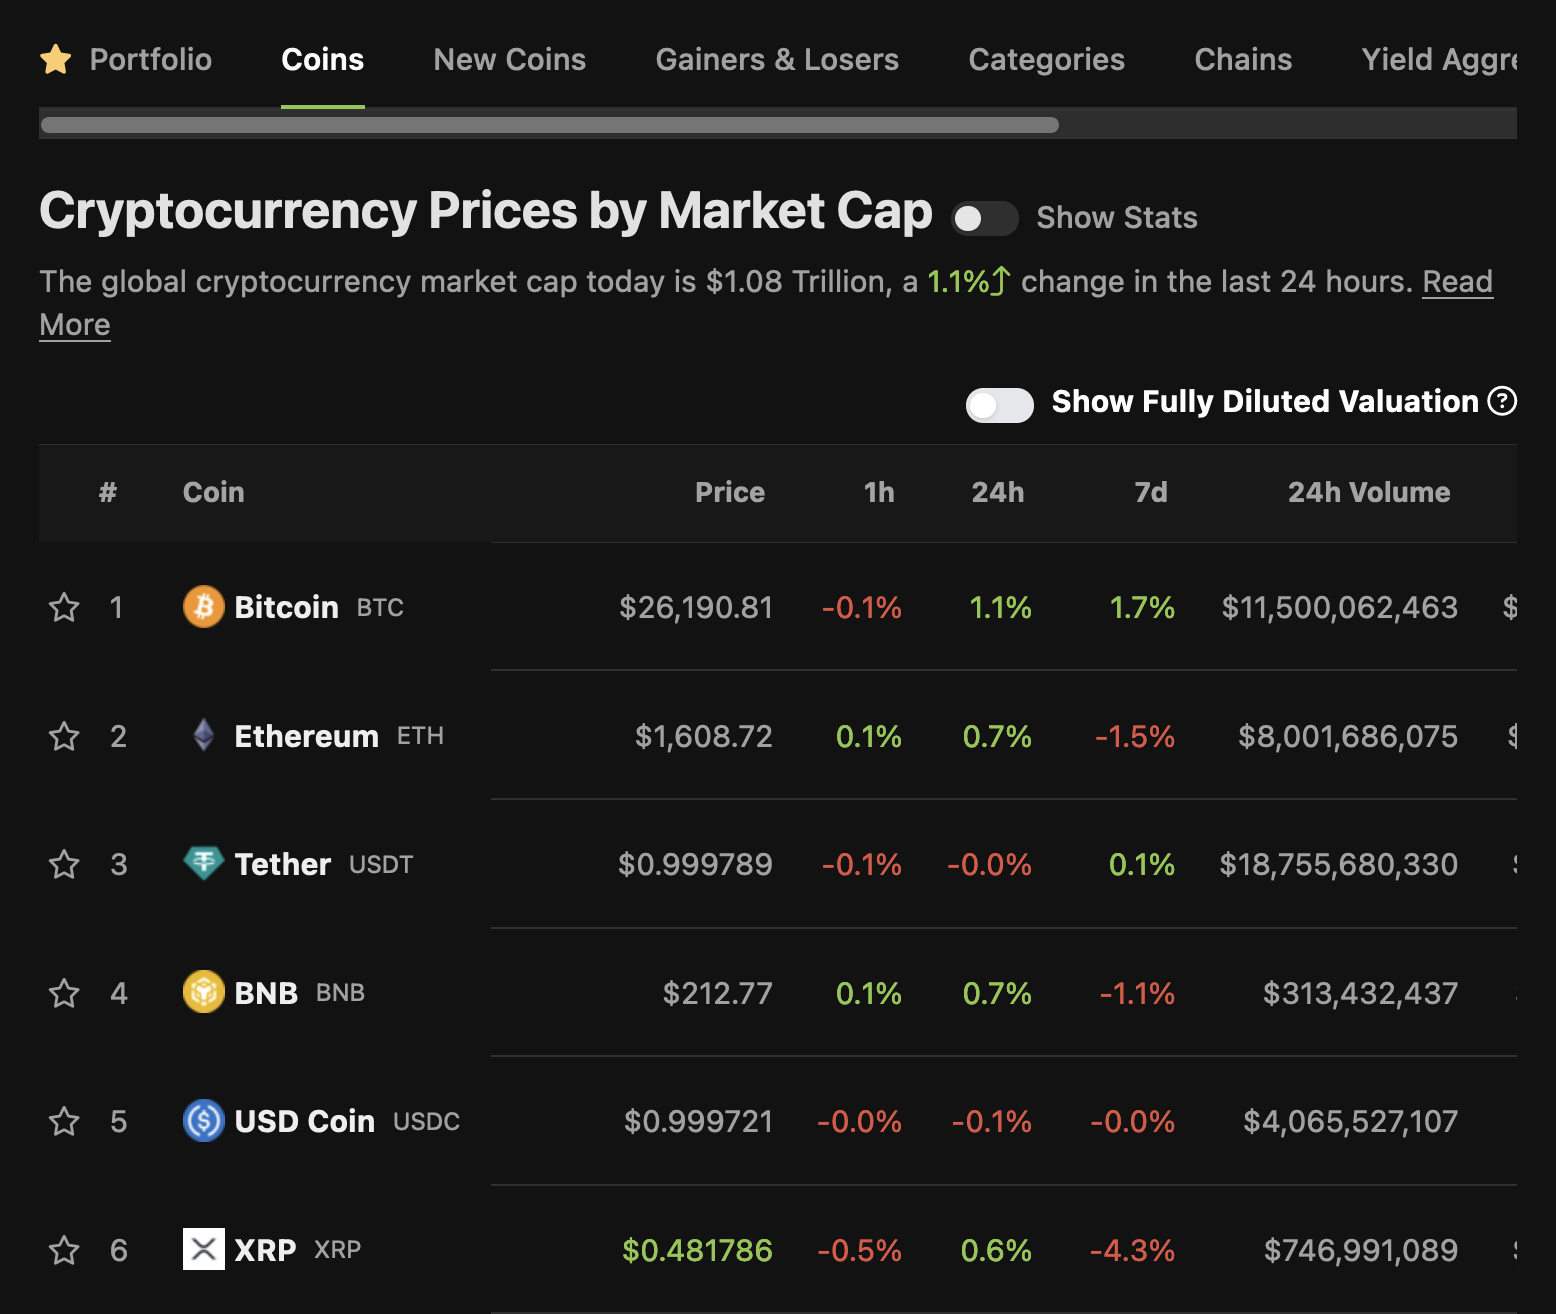 Portfolio Coins New Coins Gainers & Losers Categories Chains Yield Aggre
Cryptocurrency Prices by Market Cap Show Stats
The global cryptocurrency market cap today is $1.08 Trillion, a 1.1% change in the last 24 hours. Read
More
Show Fully Diluted Valuation ?
# Coin Price 1h 24h 7d 24h Volume
1 Bitcoin BTC $26,190.81 -0.1% 1.1% 1.7% $11,500,062,463 $
2 Ethereum ETH $1,608.72 0.1% 0.7% -1.5% $8,001,686,075 $
3 Tether USDT $0.999789 -0.1% -0.0% 0.1% $18,755,680,330
4 BNB BNB $212.77 0.1% 0.7% -1.1% $313,432,437
5 USD Coin USDC $0.999721 -0.0% -0.1% -0.0% $4,065,527,107
6 XRP XRP $0.481786 -0.5% 0.6% -4.3% $746,991,089